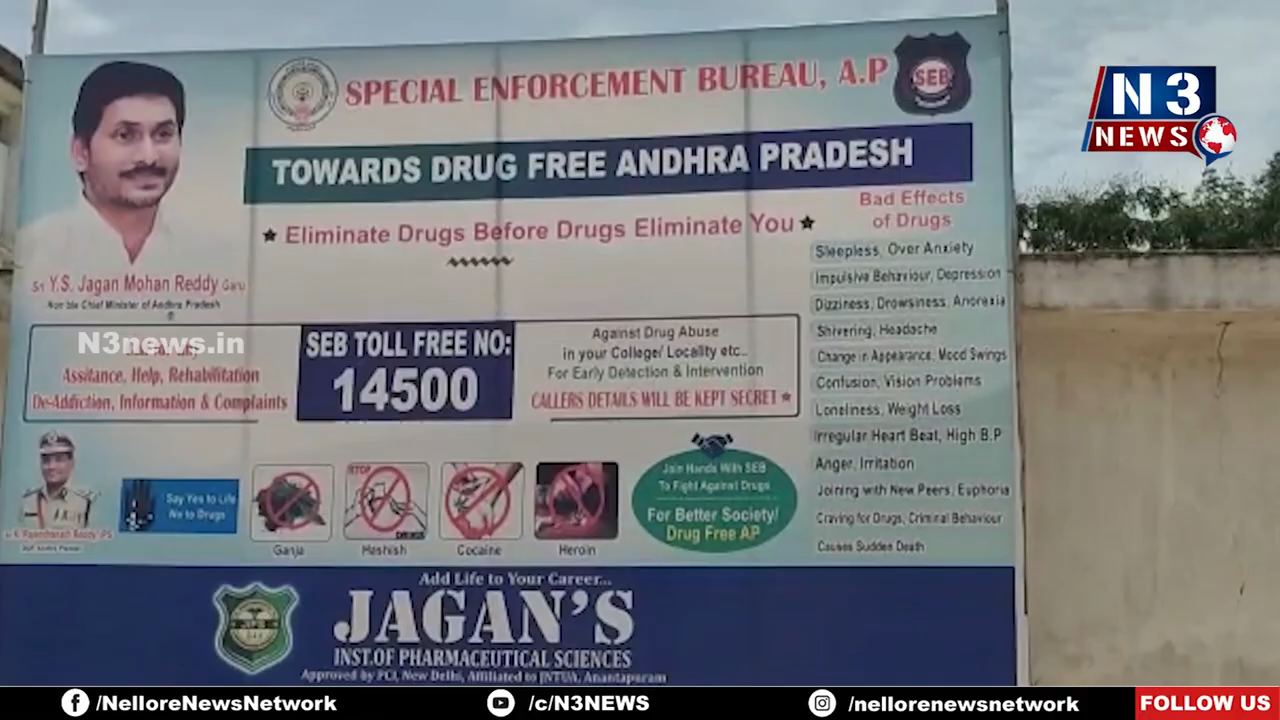 SPECIAL ENFORCEMENT BUREAU, A.P
SEB
N3
NEWS
TOWARDS DRUG FREE ANDHRA PRADESH
★ Eliminate Drugs Before Drugs Eliminate You ★
Sri Y.S. Jagan Mohan Reddy Garu
Hon'ble Chief Minister of Andhra Pradesh
Bad Effects
of Drugs
Sleepless, Over Anxiety
Impulsive Behaviour, Depression
Dizziness, Drowsiness, Anorexia
Shivering, Headache
Change in Appearance, Mood Swings
Confusion, Vision Problems
Loneliness, Weight Loss
Irregular Heart Beat, High B.P
Anger, Irritation
Joining with New Peers, Euphoria
Craving for Drugs, Criminal Behaviour
Causes Sudden Death
N3news.in
Assitance, Help, Rehabilitation
De-Addiction, Information & Complaints
SEB TOLL FREE NO:
14500
Against Drug Abuse
in your College/ Locality etc..
For Early Detection & Intervention
CALLERS DETAILS WILL BE KEPT SECRET ★
Rajendranath Reddy IPS
Say Yes to Life
No to Drugs
STOP
Ganja
Hashish
Cocaine
Heroin
Join Hands With SEB
To Fight Against Drugs
For Better Society/
Drug Free AP
Add Life to Your Career...
JAGAN'S
INST.OF PHARMACEUTICAL SCIENCES
Approved by PCI, New Delhi, Affiliated to JNTUA, Anantapuram
/NelloreNewsNetwork
/c/N3NEWS
/nellorenewsnetwork
FOLLOW US